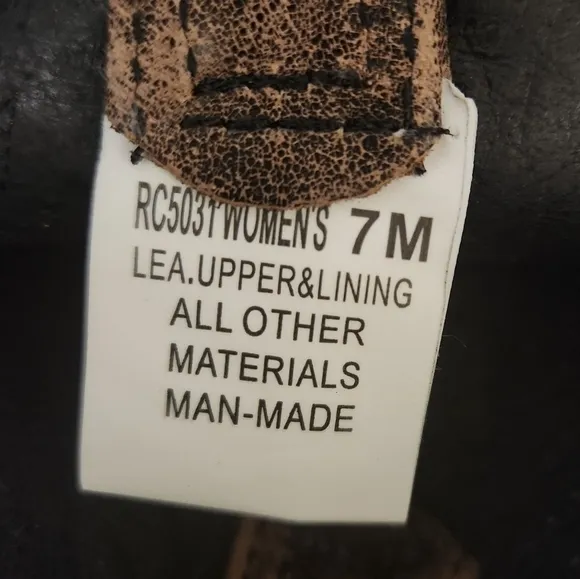 RC5031 WOMEN'S 7M
LEA.UPPER&LINING
ALL OTHER
MATERIALS
MAN-MADE